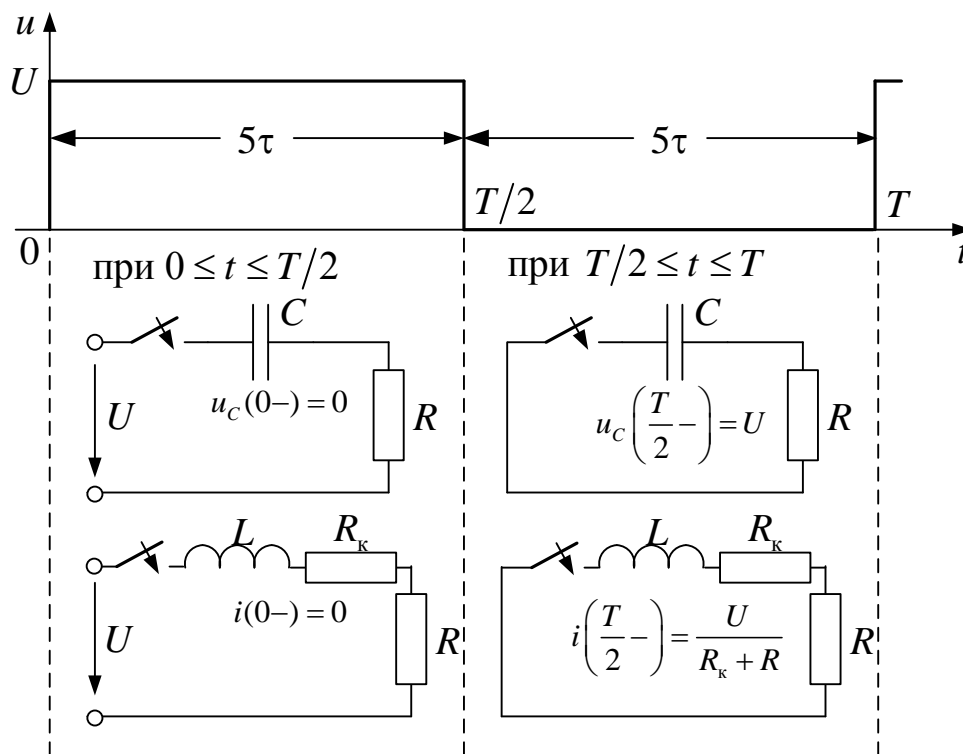 u
U
5τ
5τ
T/2
T
0
t
при 0 ≤ t ≤ T/2
при T/2 ≤ t ≤ T
C
C
u_C(0–) = 0
u_C(T/2 –) = U
U
R
R
L
R_к
L
R_к
i(0–) = 0
i(T/2 –) = U/(R_к + R)
U
R
R